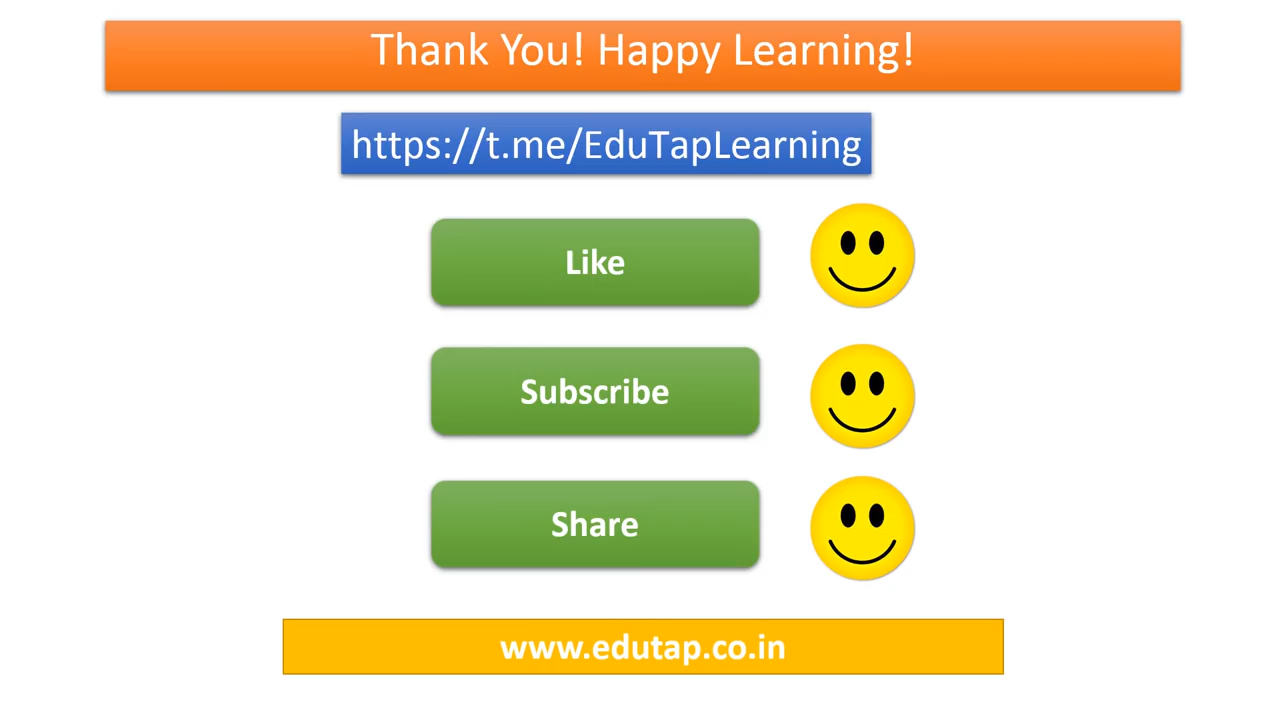 Thank You! Happy Learning!
https://t.me/EduTapLearning
Like
Subscribe
Share
www.edutap.co.in